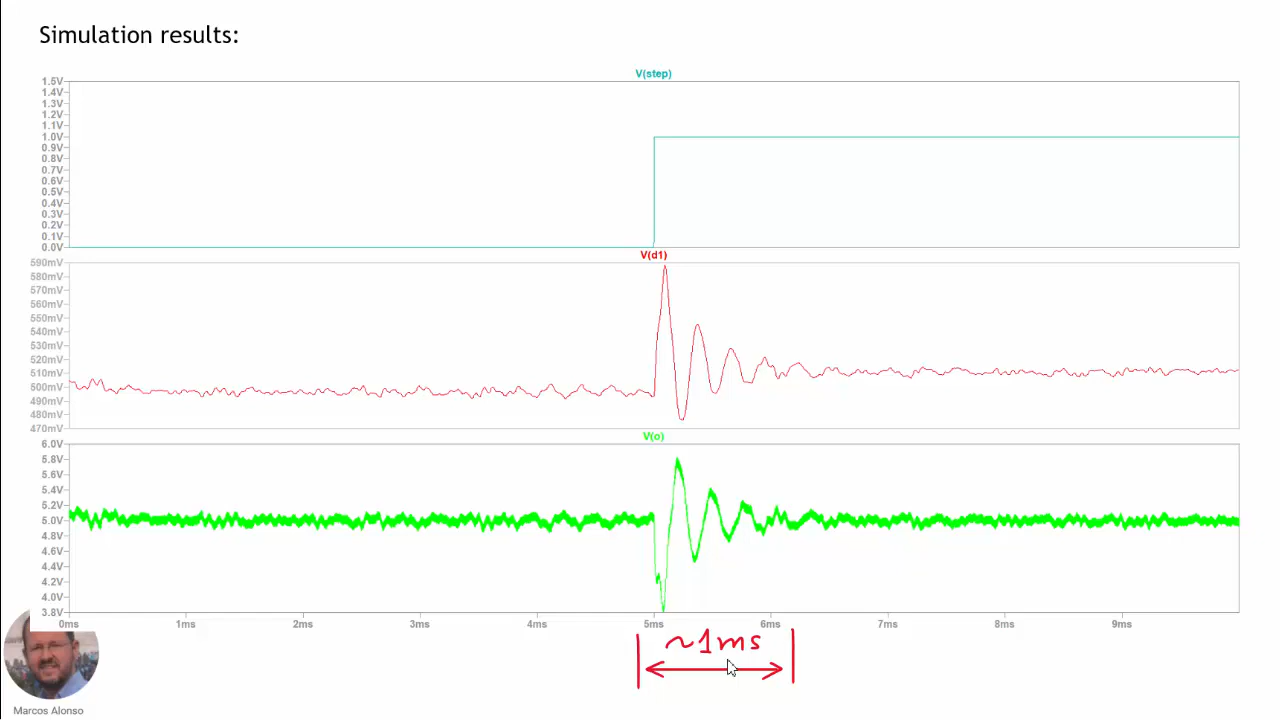 Simulation results:
V(step)
1.5V
1.4V
1.3V
1.2V
1.1V
1.0V
0.9V
0.8V
0.7V
0.6V
0.5V
0.4V
0.3V
0.2V
0.1V
0.0V
V(d1)
590mV
580mV
570mV
560mV
550mV
540mV
530mV
520mV
510mV
500mV
490mV
480mV
470mV
V(o)
6.0V
5.8V
5.6V
5.4V
5.2V
5.0V
4.8V
4.6V
4.4V
4.2V
4.0V
3.8V
0ms 1ms 2ms 3ms 4ms 5ms 6ms 7ms 8ms 9ms
~1ms
Marcos Alonso